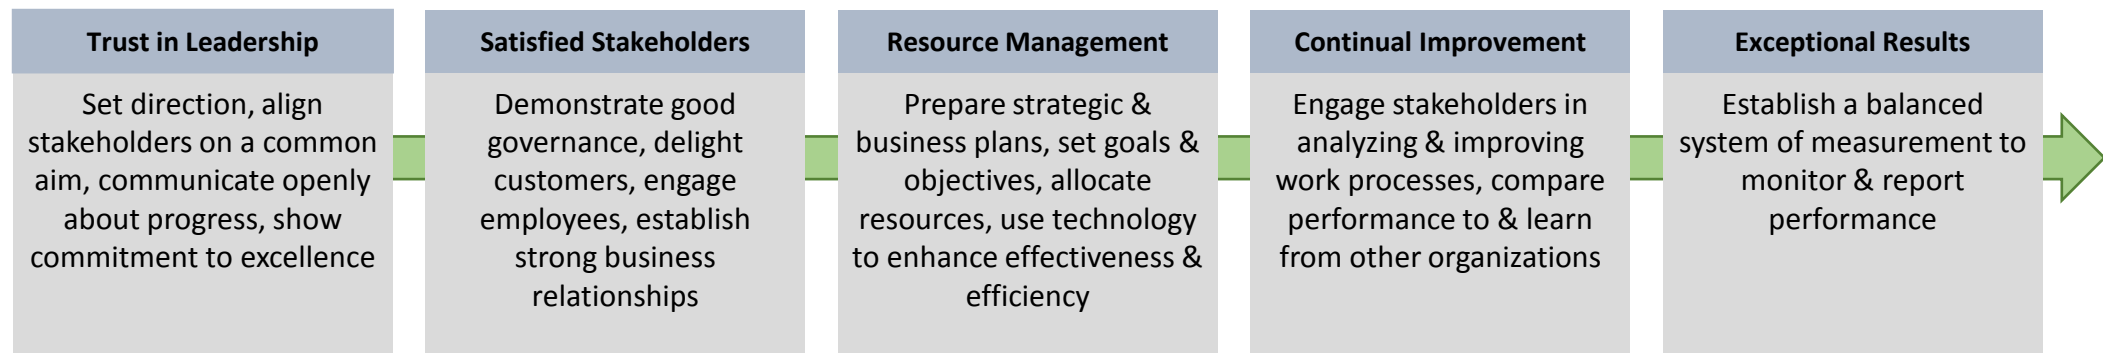 Trust in Leadership
Set direction, align
stakeholders on a common
aim, communicate openly
about progress, show
commitment to excellence
Satisfied Stakeholders
Demonstrate good
governance, delight
customers, engage
employees, establish
strong business
relationships
Resource Management
Prepare strategic &
business plans, set goals &
objectives, allocate
resources, use technology
to enhance effectiveness &
efficiency
Continual Improvement
Engage stakeholders in
analyzing & improving
work processes, compare
performance to & learn
from other organizations
Exceptional Results
Establish a balanced
system of measurement to
monitor & report
performance